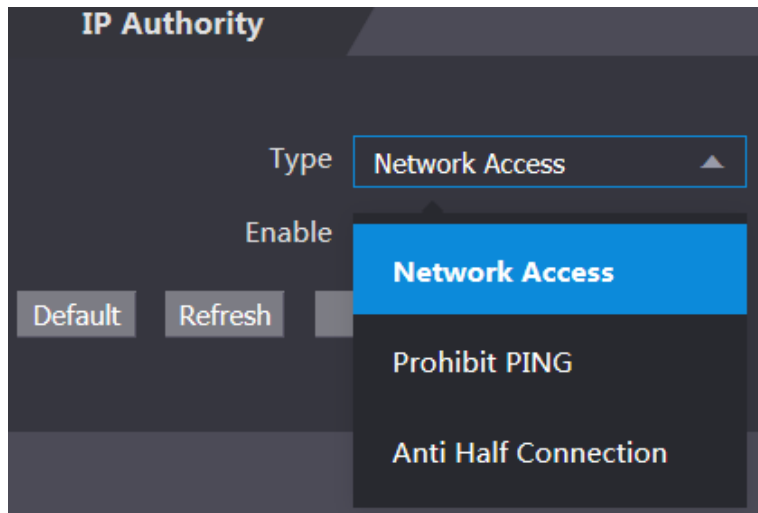 IP Authority
Type Network Access
Enable
Network Access
Default Refresh
Prohibit PING
Anti Half Connection